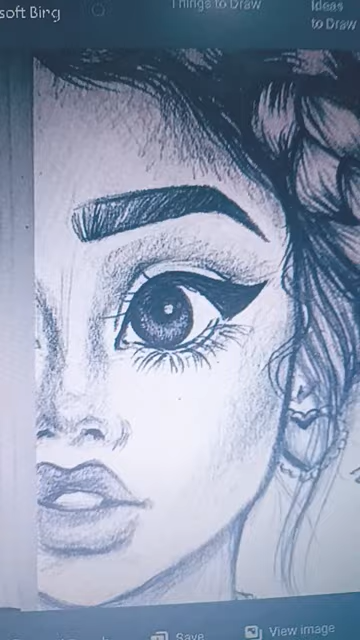 soft Bing
Things to Draw
Ideas
to Draw
Save
View image